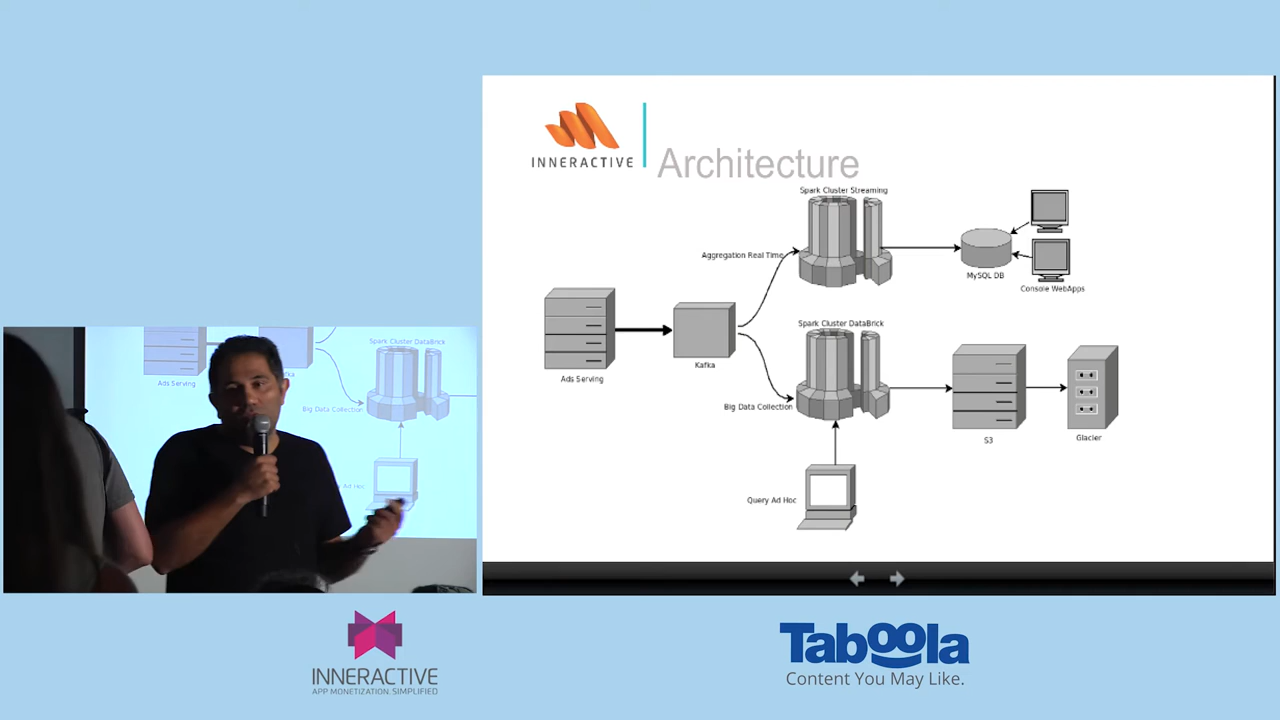 INNERACTIVE
Architecture
Spark Cluster Streaming
Aggregation Real Time
MySQL DB
Console WebApps
Ads Serving
Kafka
Spark Cluster DataBrick
Big Data Collection
S3
Glacier
Query Ad Hoc
Spark Cluster DataBrick
Ads Serving
Big Data Collection
Ad Hoc
INNERACTIVE
APP MONETIZATION. SIMPLIFIED
Taboola
Content You May Like.